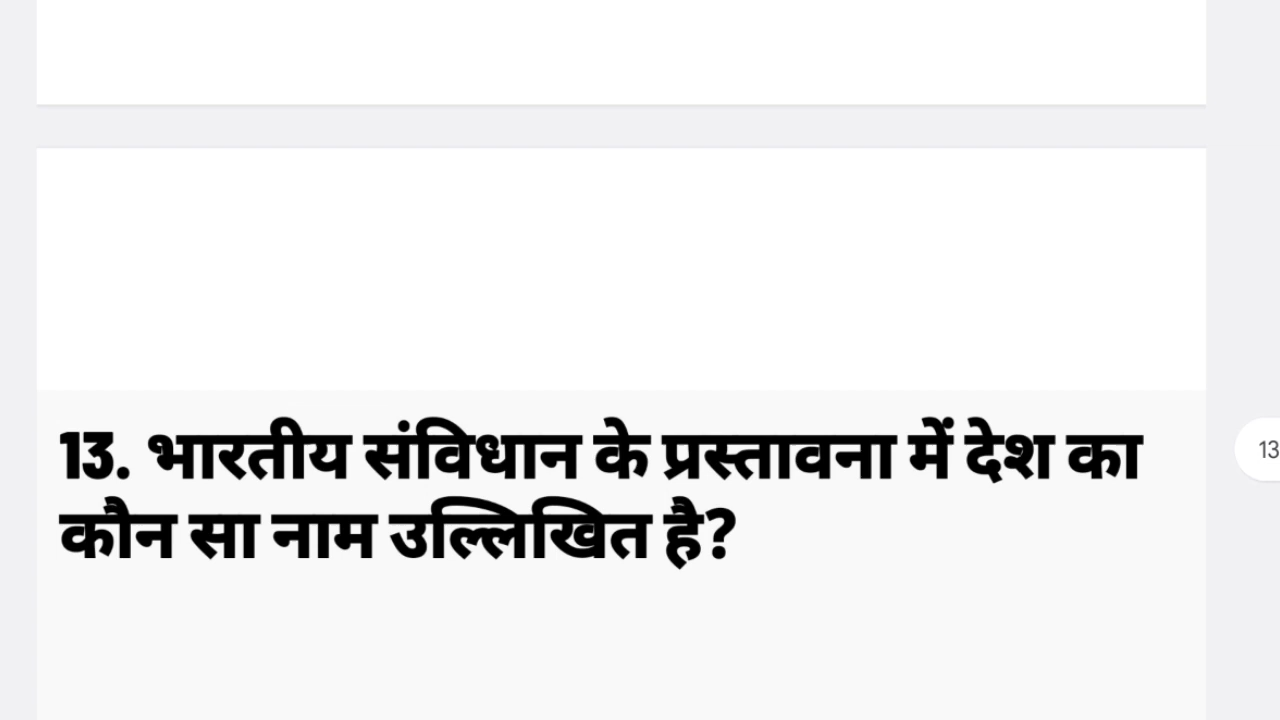 13. भारतीय संविधान के प्रस्तावना में देश का
कौन सा नाम उल्लिखित है?
13